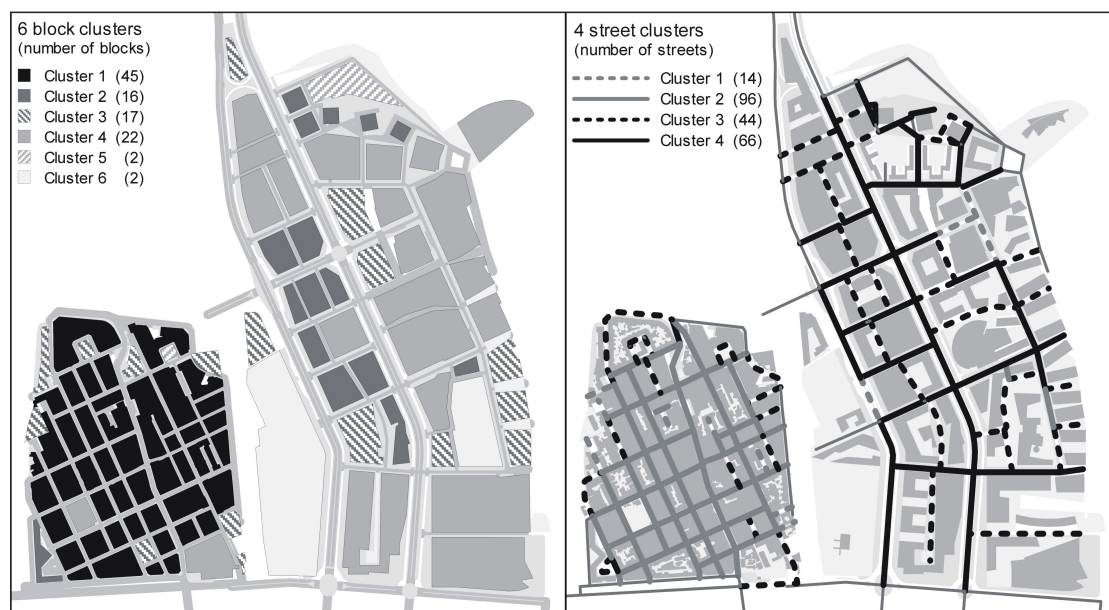 6 block clusters
(number of blocks)
Cluster 1 (45)
Cluster 2 (16)
Cluster 3 (17)
Cluster 4 (22)
Cluster 5 (2)
Cluster 6 (2)
4 street clusters
(number of streets)
Cluster 1 (14)
Cluster 2 (96)
Cluster 3 (44)
Cluster 4 (66)